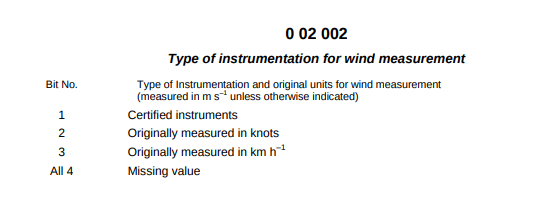 0 02 002
Type of instrumentation for wind measurement
Bit No. Type of Instrumentation and original units for wind measurement
(measured in m s⁻¹ unless otherwise indicated)
1 Certified instruments
2 Originally measured in knots
3 Originally measured in km h⁻¹
All 4 Missing value